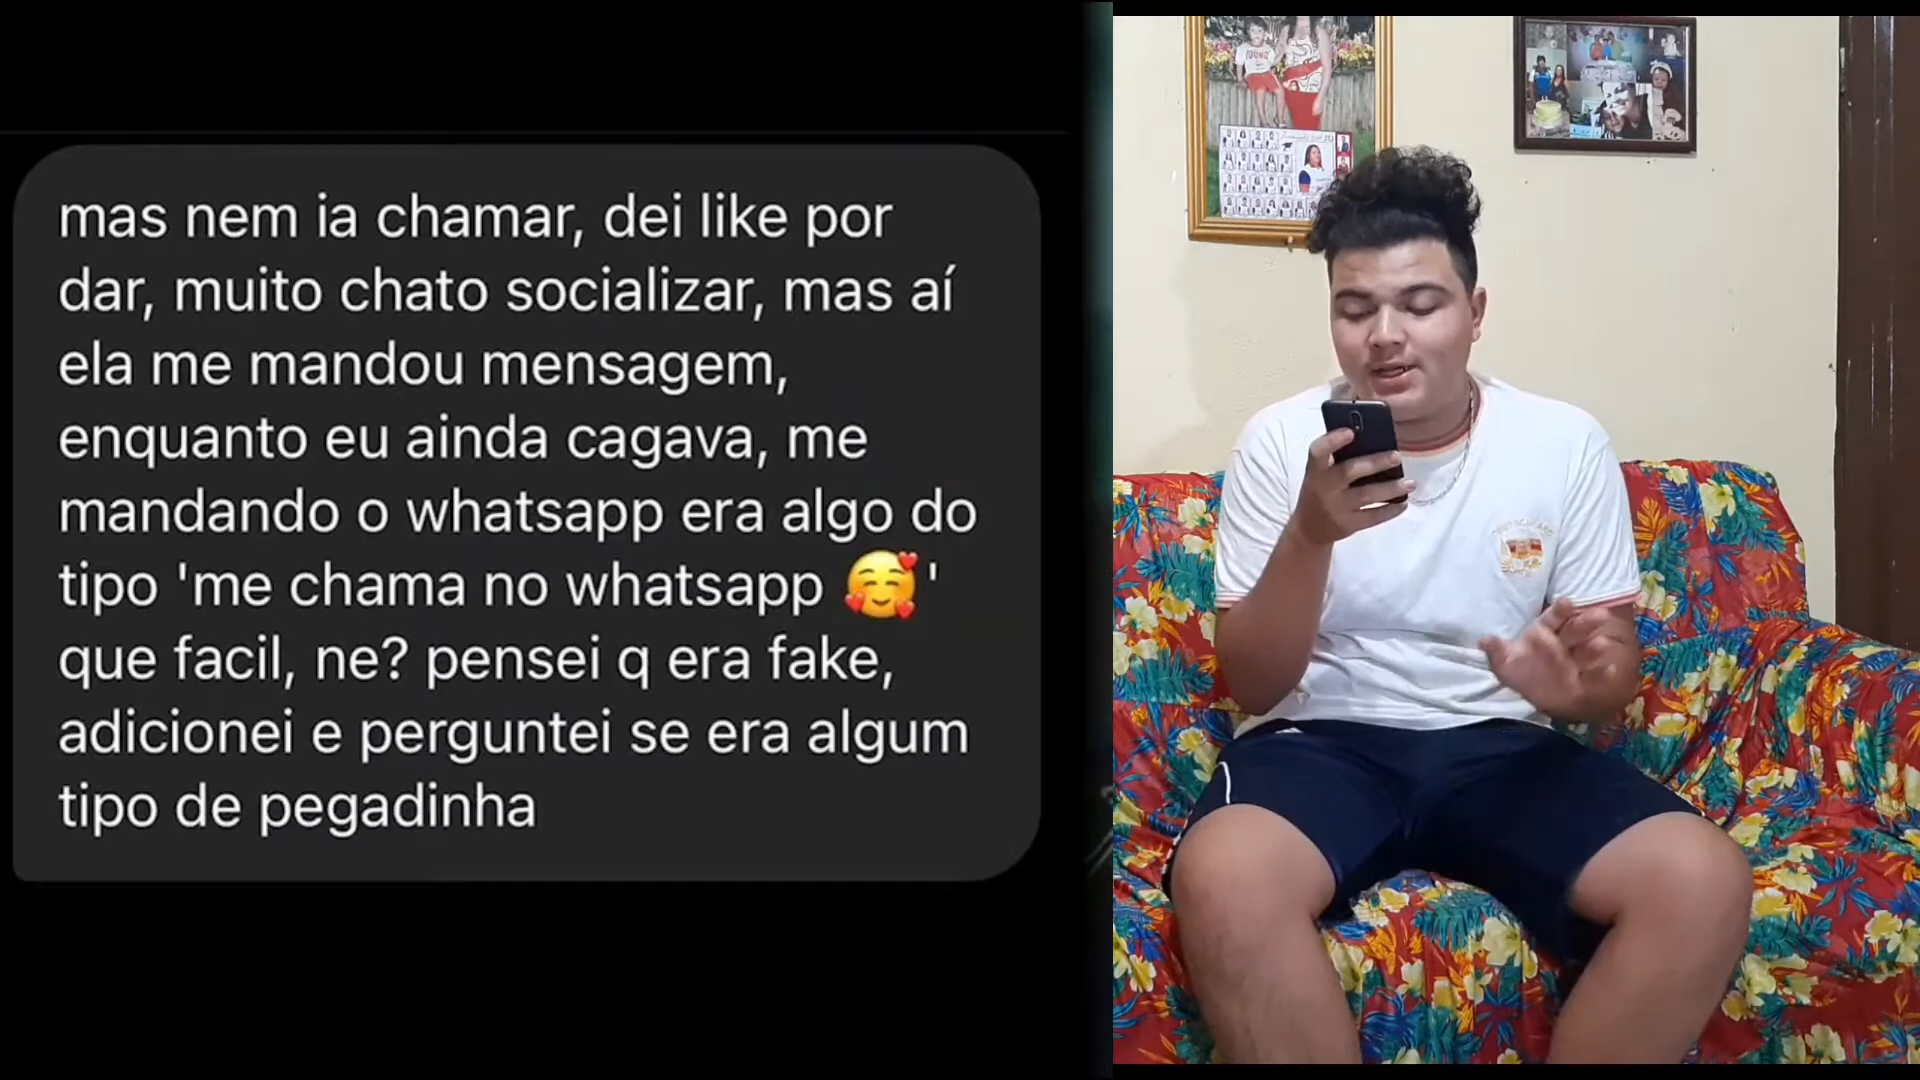 mas nem ia chamar, dei like por
dar, muito chato socializar, mas aí
ela me mandou mensagem,
enquanto eu ainda cagava, me
mandando o whatsapp era algo do
tipo 'me chama no whatsapp 🥰 '
que facil, ne? pensei q era fake,
adicionei e perguntei se era algum
tipo de pegadinha